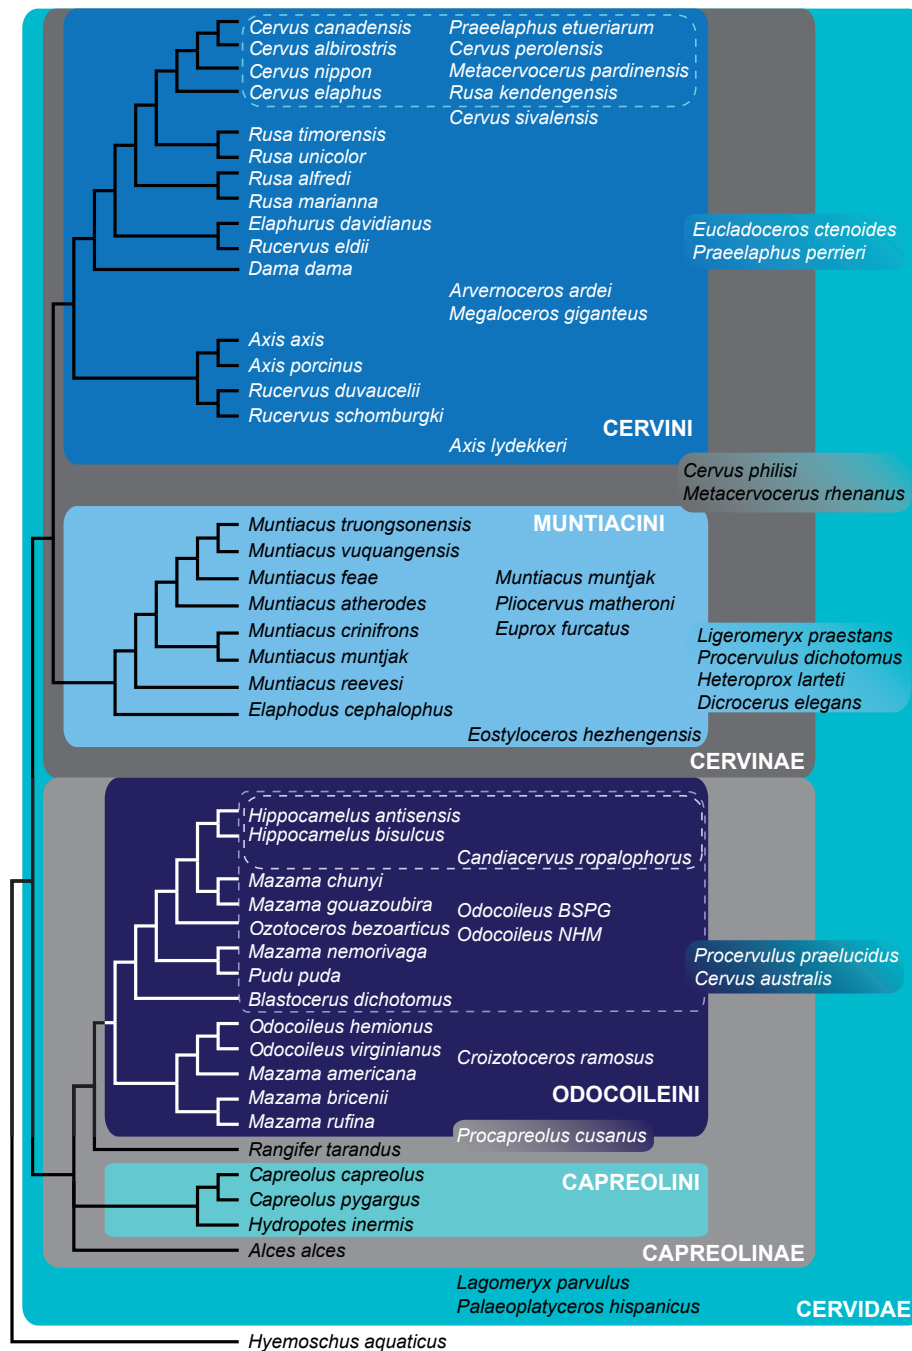 Cervus canadensis Praeelaphus etueriarum
Cervus albirostris Cervus perolensis
Cervus nippon Metacervocerus pardinensis
Cervus elaphus Rusa kendengensis
Cervus sivalensis
Rusa timorensis
Rusa unicolor
Rusa alfredi
Rusa marianna
Elaphurus davidianus Eucladoceros ctenoides
Rucervus eldii Praeelaphus perrieri
Dama dama
Arvernoceros ardei
Megaloceros giganteus
Axis axis
Axis porcinus
Rucervus duvaucelii
Rucervus schomburgki
CERVINI
Axis lydekkeri
Cervus philisi
Metacervocerus rhenanus
Muntiacus truongsonensis MUNTIACINI
Muntiacus vuquangensis
Muntiacus feae Muntiacus muntjak
Muntiacus atherodes Pliocervus matheroni
Muntiacus crinifrons Euprox furcatus Ligeromeryx praestans
Muntiacus muntjak Procervulus dichotomus
Muntiacus reevesi Heteroprox larteti
Elaphodus cephalophus Dicrocerus elegans
Eostyloceros hezhengensis
CERVINAE
Hippocamelus antisensis
Hippocamelus bisulcus
Candiacervus ropalophorus
Mazama chunyi
Mazama gouazoubira Odocoileus BSPG
Ozotoceros bezoarticus Odocoileus NHM
Mazama nemorivaga Procervulus praelucidus
Pudu puda Cervus australis
Blastocerus dichotomus
Odocoileus hemionus
Odocoileus virginianus Croizotoceros ramosus
Mazama americana
Mazama bricenii ODOCOILEINI
Mazama rufina Procapreolus cusanus
Rangifer tarandus
Capreolus capreolus CAPREOLINI
Capreolus pygargus
Hydropotes inermis
Alces alces CAPREOLINAE
Lagomeryx parvulus
Palaeoplatyceros hispanicus CERVIDAE
Hyemoschus aquaticus